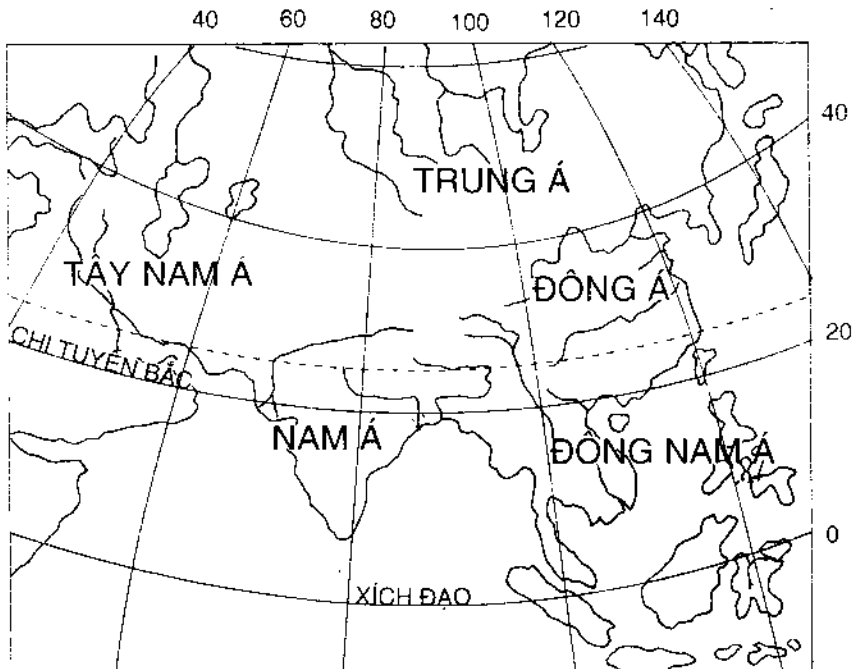 40 60 80 100 120 140
40
TRUNG Á
TÂY NAM Á
ĐÔNG Á
CHỊ TUYẾN BẮC
20
NAM Á
ĐÔNG NAM Á
0
XÍCH ĐẠO